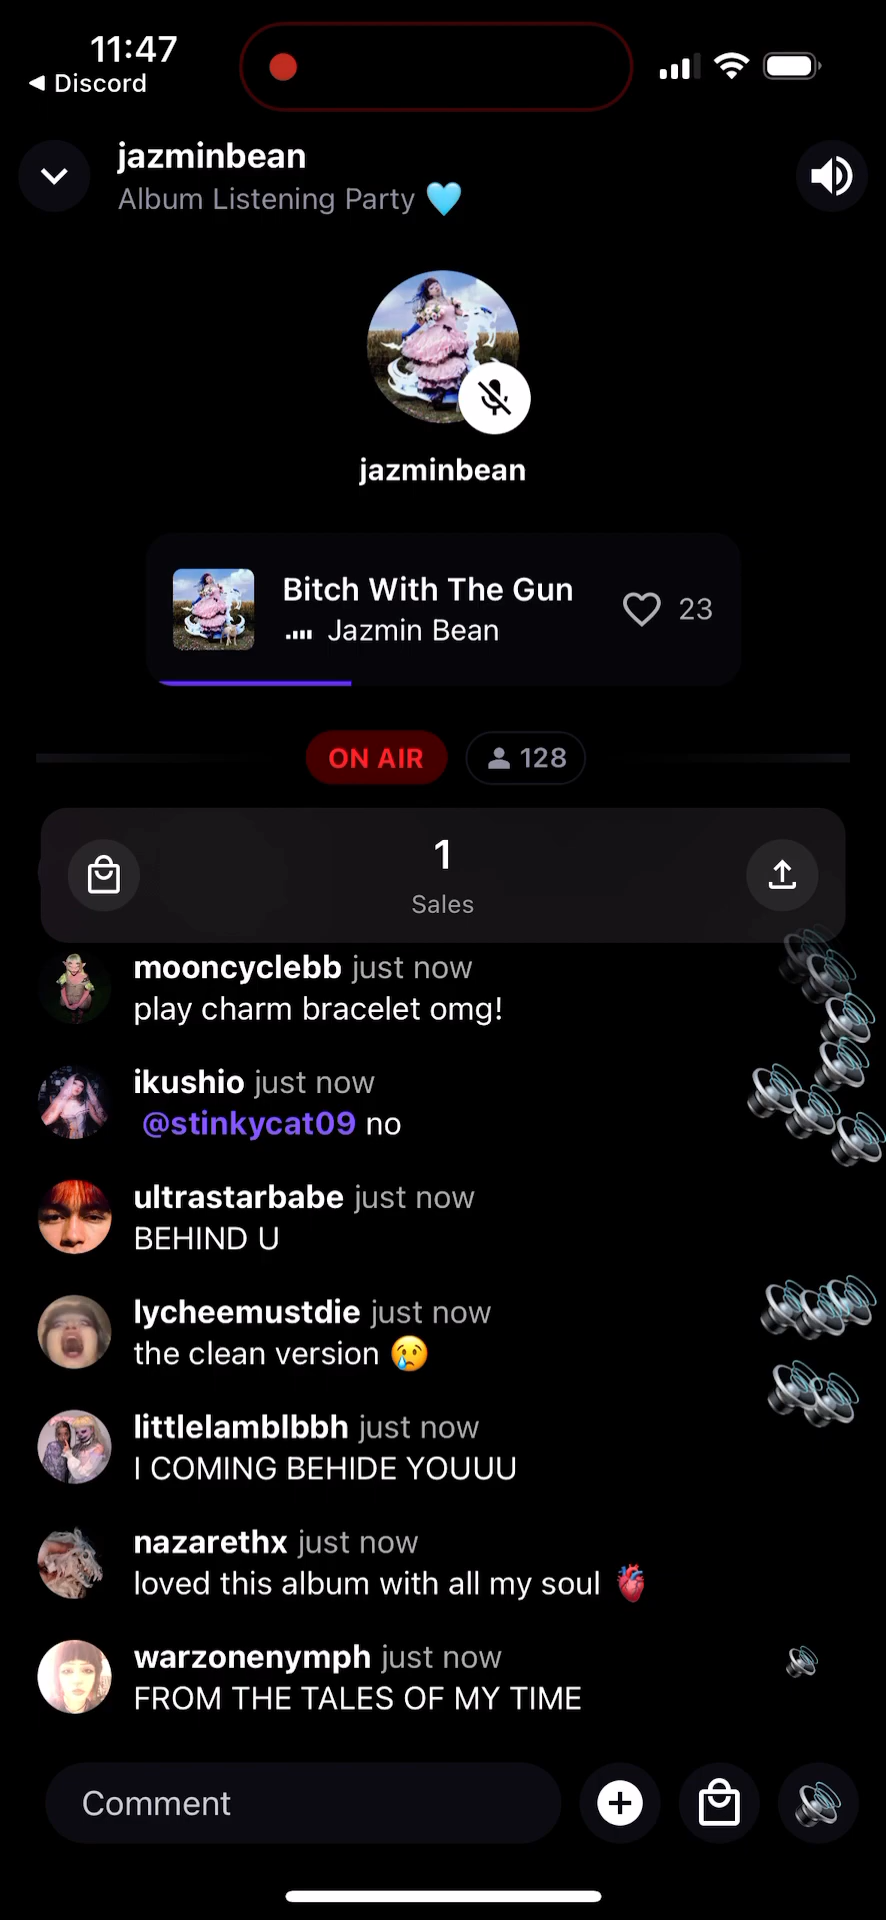 11:47
◀ Discord
jazminbean
Album Listening Party 🩵
jazminbean
Bitch With The Gun
Jazmin Bean
23
ON AIR
128
1
Sales
mooncyclebb just now
play charm bracelet omg!
ikushio just now
@stinkycat09 no
ultrastarbabe just now
BEHIND U
lycheemustdie just now
the clean version 😢
littlelamblbbh just now
I COMING BEHIDE YOUUU
nazarethx just now
loved this album with all my soul 🫀
warzonenymph just now
FROM THE TALES OF MY TIME
Comment